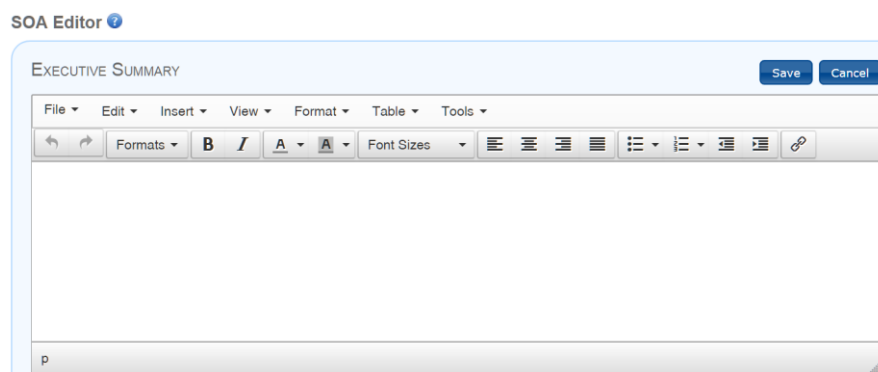 SOA Editor ?
EXECUTIVE SUMMARY
Save Cancel
File Edit Insert View Format Table Tools
Formats B I A A Font Sizes
p